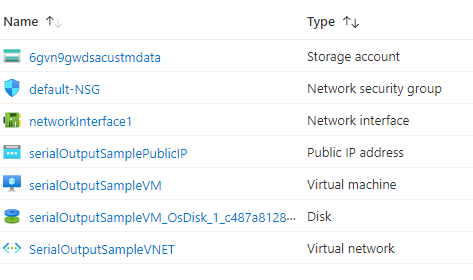 Name ↑↓ Type ↑↓
6gvn9gwdsacustmdata Storage account
default-NSG Network security group
networkInterface1 Network interface
serialOutputSamplePublicIP Public IP address
serialOutputSampleVM Virtual machine
serialOutputSampleVM_OsDisk_1_c487a8128··· Disk
SerialOutputSampleVNET Virtual network